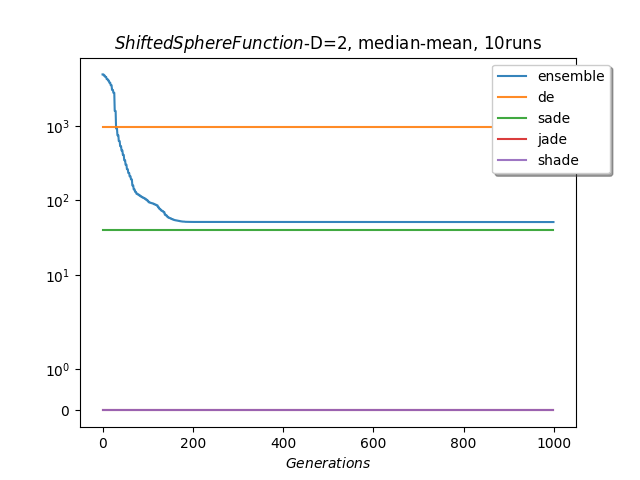 ShiftedSphereFunction-D=2, median-mean, 10runs
ensemble
de
sade
jade
shade
10³
10²
10¹
10⁰
0
0 200 400 600 800 1000
Generations